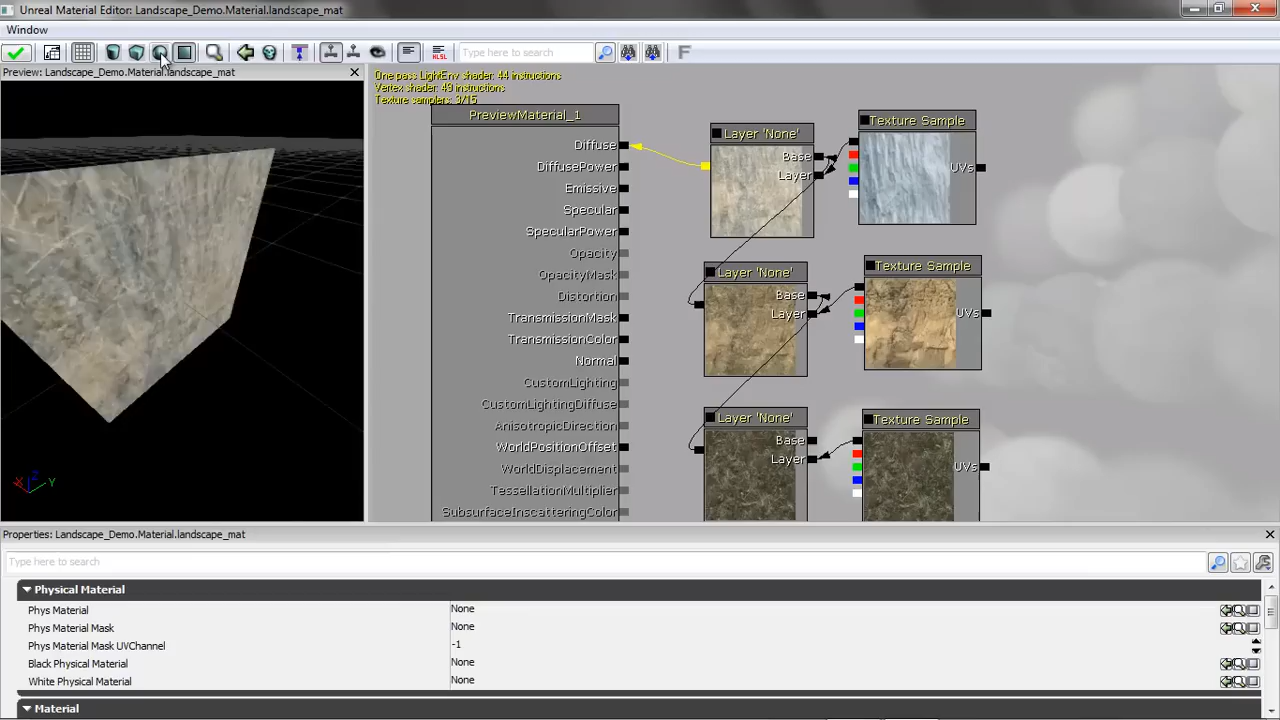 Unreal Material Editor: Landscape_Demo.Material.landscape_mat
Window
Type here to search
F
HLSL
Preview: Landscape_Demo.Material.landscape_mat
One pass LightEnv shader: 44 instructions
Vertex shader: 49 instructions
Texture samplers: 3/15
PreviewMaterial_1
Diffuse
DiffusePower
Emissive
Specular
SpecularPower
Opacity
OpacityMask
Distortion
TransmissionMask
TransmissionColor
Normal
CustomLighting
CustomLightingDiffuse
AnisotropicDirection
WorldPositionOffset
WorldDisplacement
TessellationMultiplier
SubsurfaceInscatteringColor
Layer 'None'
Base
Layer
Texture Sample
UVs
Layer 'None'
Base
Layer
Texture Sample
UVs
Layer 'None'
Base
Layer
Texture Sample
UVs
X Z Y
Properties: Landscape_Demo.Material.landscape_mat
Type here to search
Physical Material
Phys Material None
Phys Material Mask None
Phys Material Mask UVChannel -1
Black Physical Material None
White Physical Material None
Material